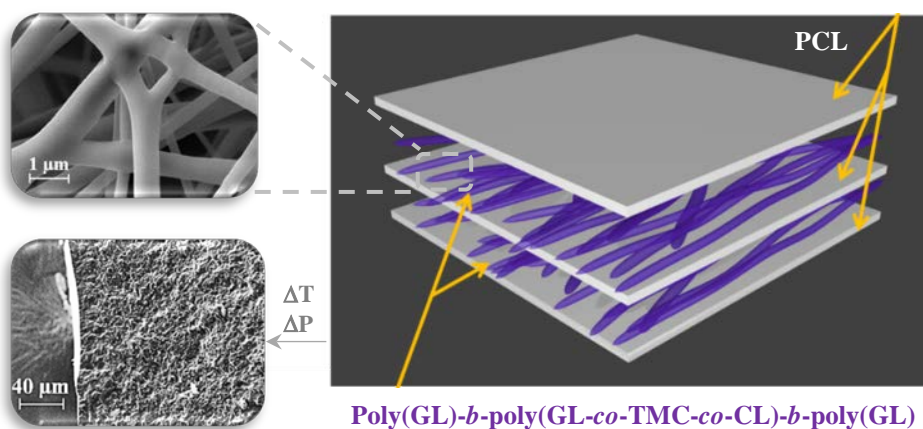 PCL
1 µm
ΔT
ΔP
40 µm
Poly(GL)-b-poly(GL-co-TMC-co-CL)-b-poly(GL)